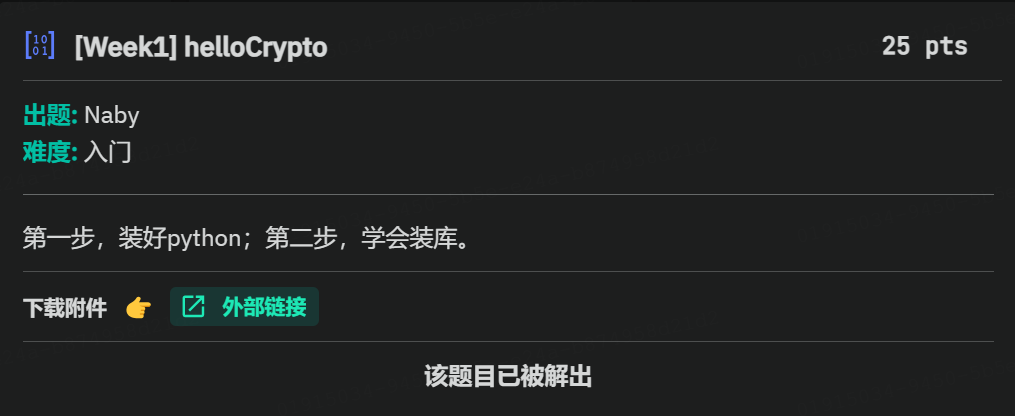 [Week1] helloCrypto 25 pts
出题: Naby
难度: 入门
第一步，装好python；第二步，学会装库。
下载附件 👉 外部链接
该题目已被解出